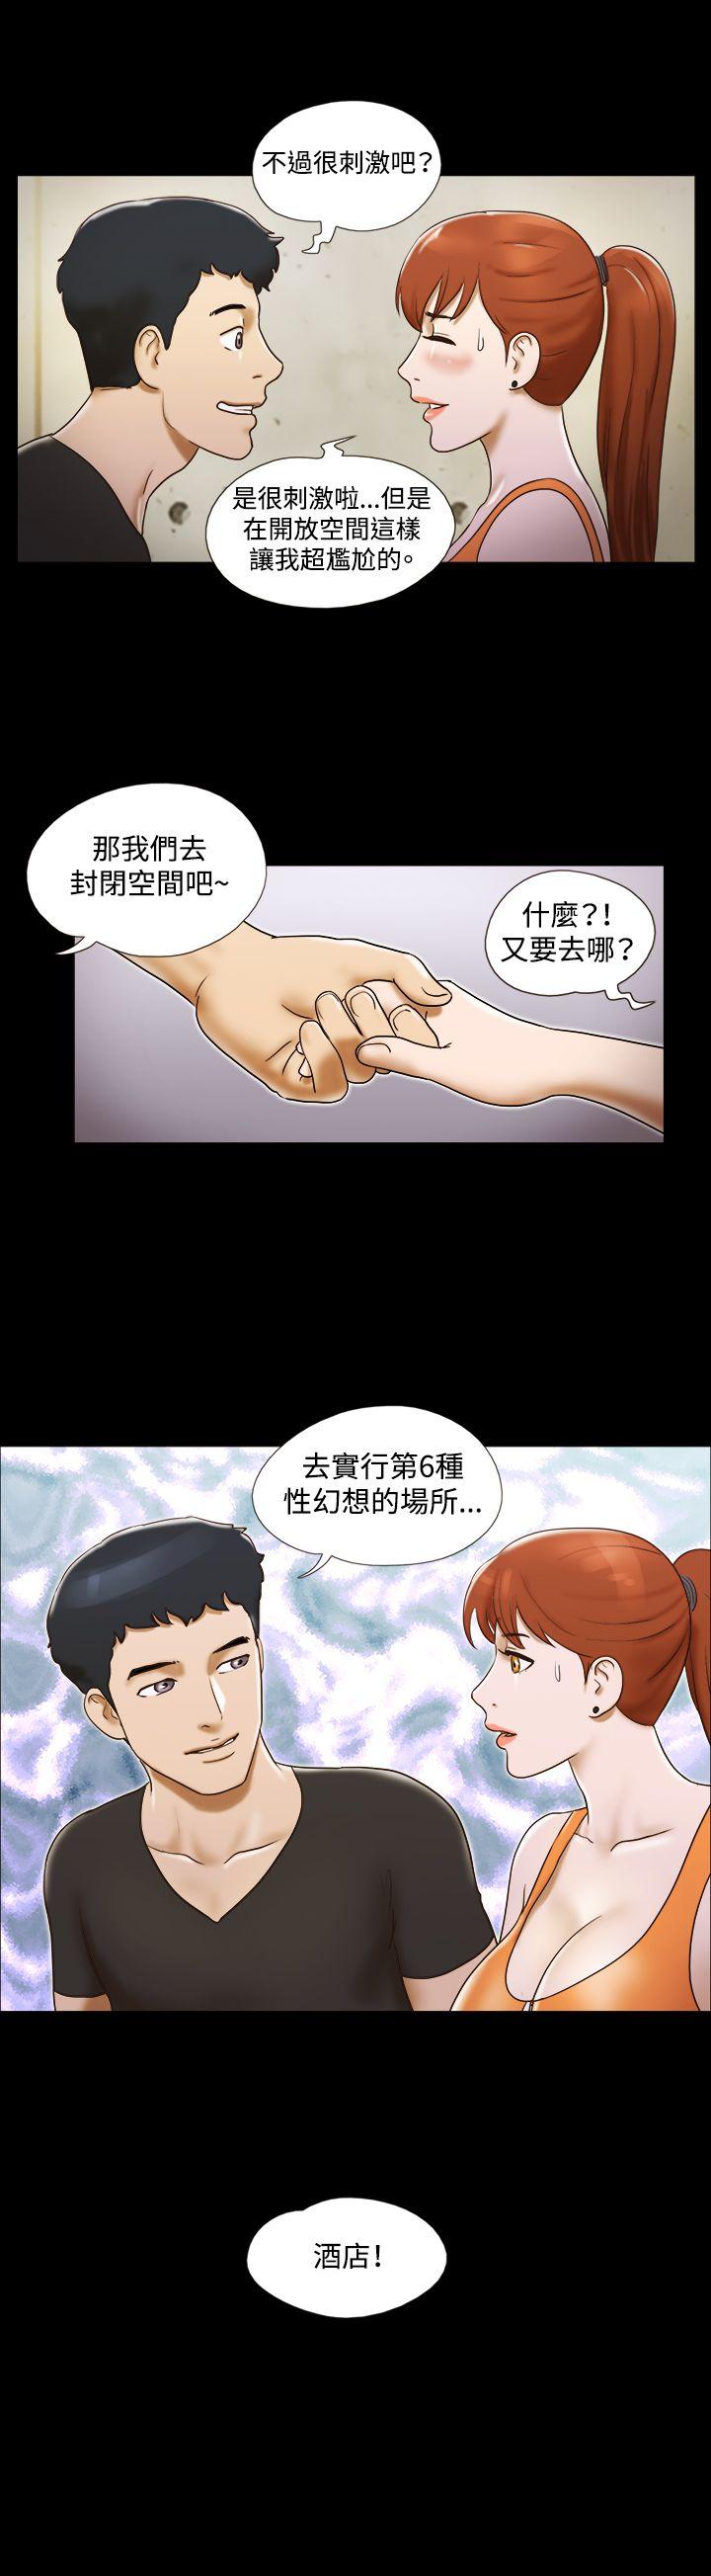 不過很刺激吧？
是很刺激啦...但是
在開放空間這樣
讓我超尷尬的。
那我們去
封閉空間吧~
什麼？！
又要去哪？
去實行第6種
性幻想的場所...
酒店！